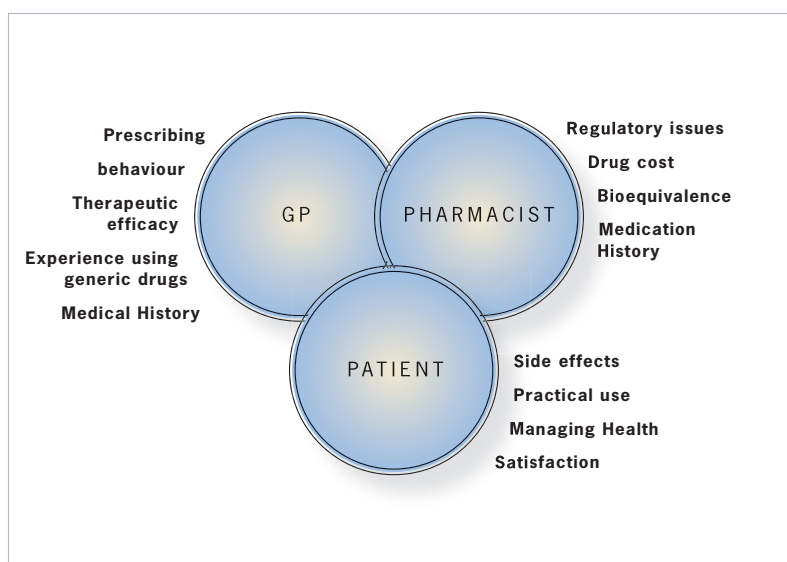 Prescribing
behaviour
Therapeutic
efficacy
Experience using
generic drugs
Medical History
GP
PHARMACIST
Regulatory issues
Drug cost
Bioequivalence
Medication
History
PATIENT
Side effects
Practical use
Managing Health
Satisfaction